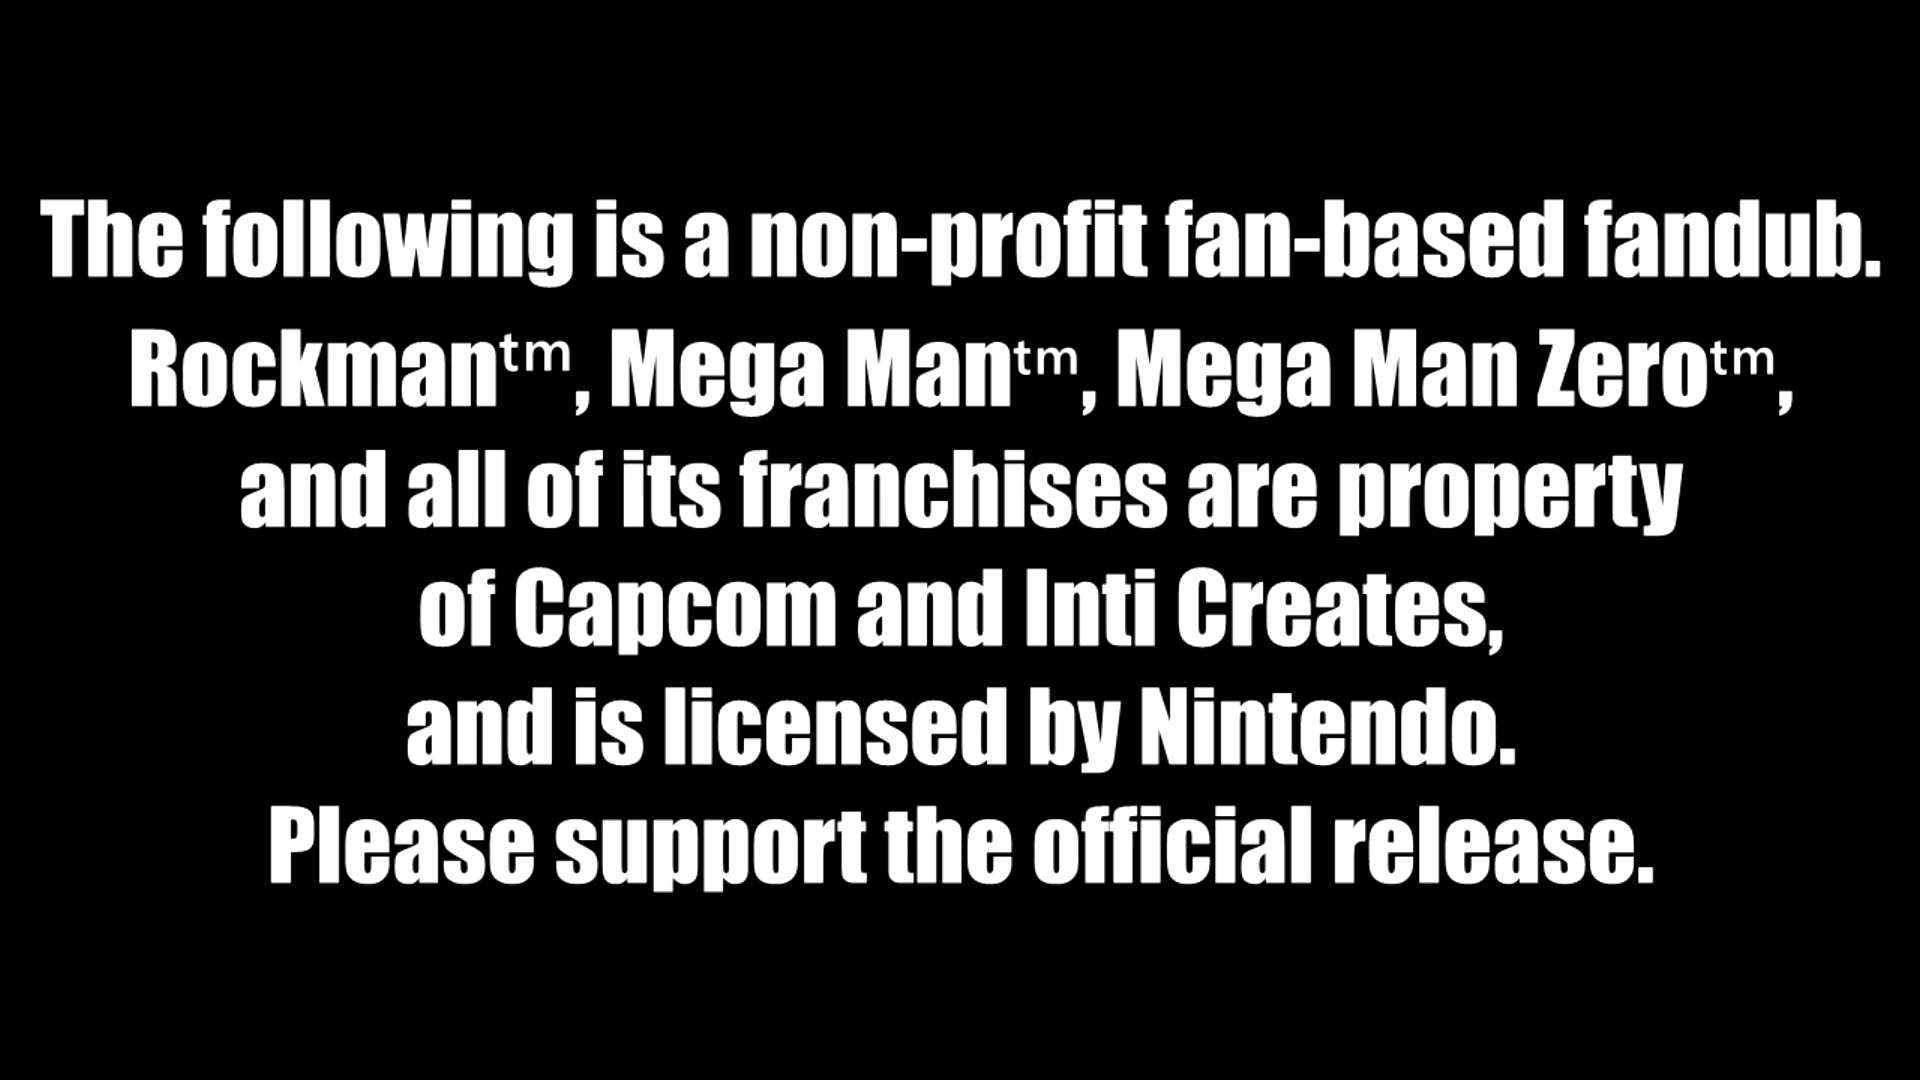 The following is a non-profit fan-based fandub.
Rockman™, Mega Man™, Mega Man Zero™,
and all of its franchises are property
of Capcom and Inti Creates,
and is licensed by Nintendo.
Please support the official release.